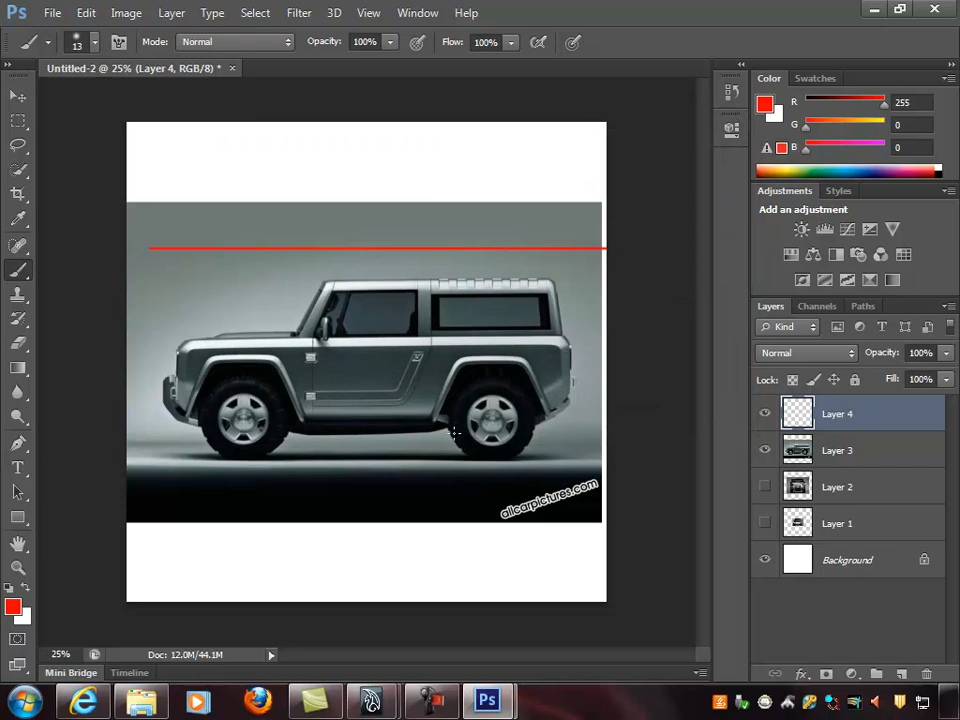 Ps File Edit Image Layer Type Select Filter 3D View Window Help
13 Mode: Normal Opacity: 100% Flow: 100%
Untitled-2 @ 25% (Layer 4, RGB/8) * ×
Color Swatches
R 255
G 0
B 0
Adjustments Styles
Add an adjustment
Layers Channels Paths
Kind
Normal Opacity: 100%
Lock: Fill: 100%
Layer 4
Layer 3
Layer 2
Layer 1
Background
allcarpictures.com
25% Doc: 12.0M/44.1M
Mini Bridge Timeline
Ps